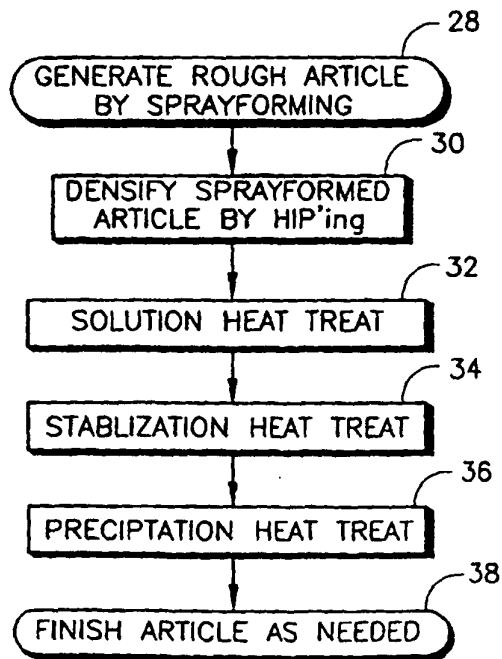 28
GENERATE ROUGH ARTICLE
BY SPRAYFORMING
30
DENSIFY SPRAYFORMED
ARTICLE BY HIP'ing
32
SOLUTION HEAT TREAT
34
STABLIZATION HEAT TREAT
36
PRECIPTATION HEAT TREAT
38
FINISH ARTICLE AS NEEDED